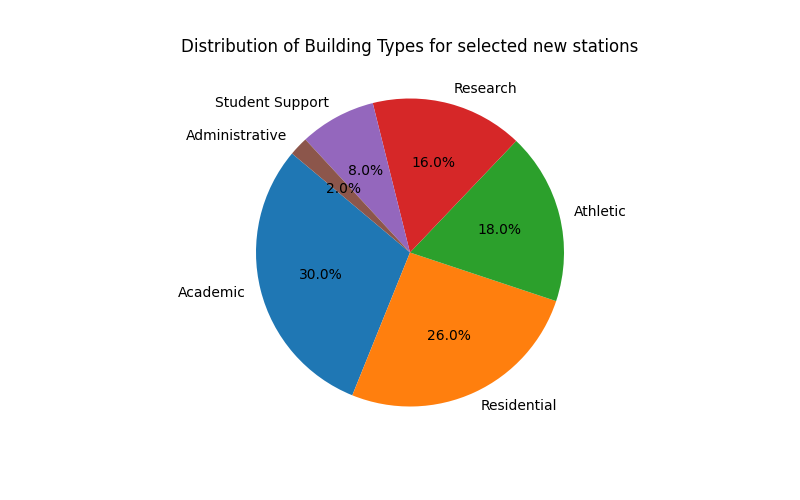 Distribution of Building Types for selected new stations
Research
Student Support
Administrative
16.0%
8.0%
2.0%
Athletic
18.0%
30.0%
Academic
26.0%
Residential